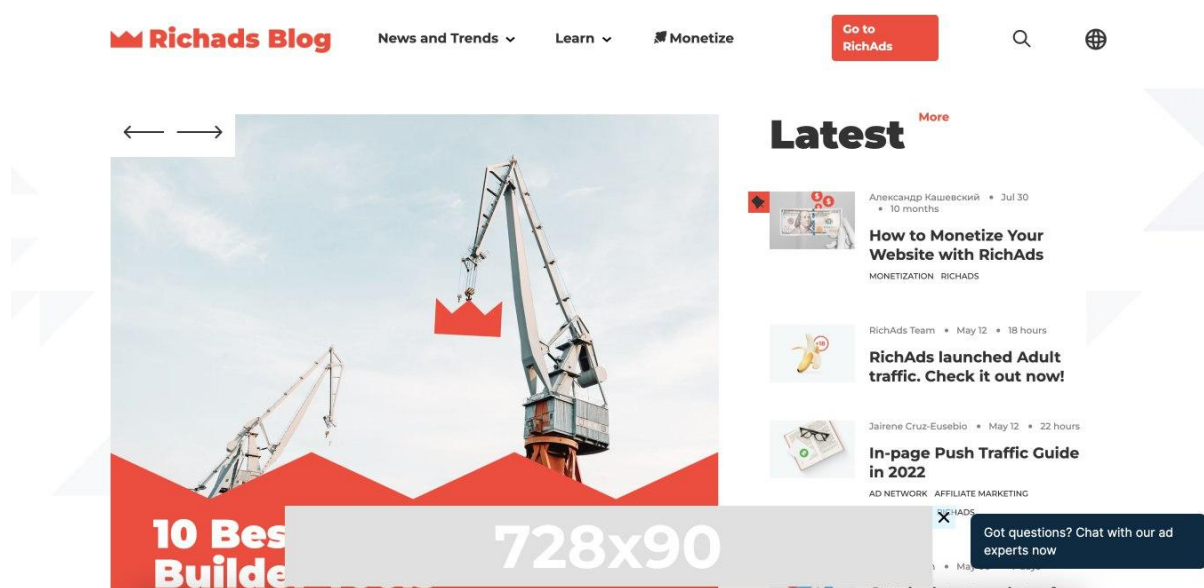 Richads Blog
News and Trends
Learn
Monetize
Go to
RichAds
Latest
More
Александр Кашевский • Jul 30
• 10 months
How to Monetize Your
Website with RichAds
MONETIZATION RICHADS
RichAds Team • May 12 • 18 hours
+18
RichAds launched Adult
traffic. Check it out now!
Jairene Cruz-Eusebio • May 12 • 22 hours
In-page Push Traffic Guide
in 2022
AD NETWORK AFFILIATE MARKETING
10 Bes
728x90
Got questions? Chat with our ad
experts now